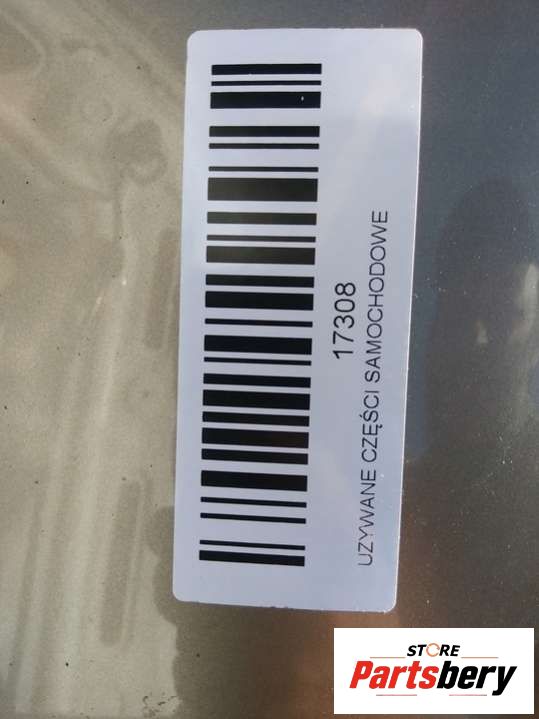 17308
UZYWANE CZĘŚCI SAMOCHODOWE
STORE
Partsbery